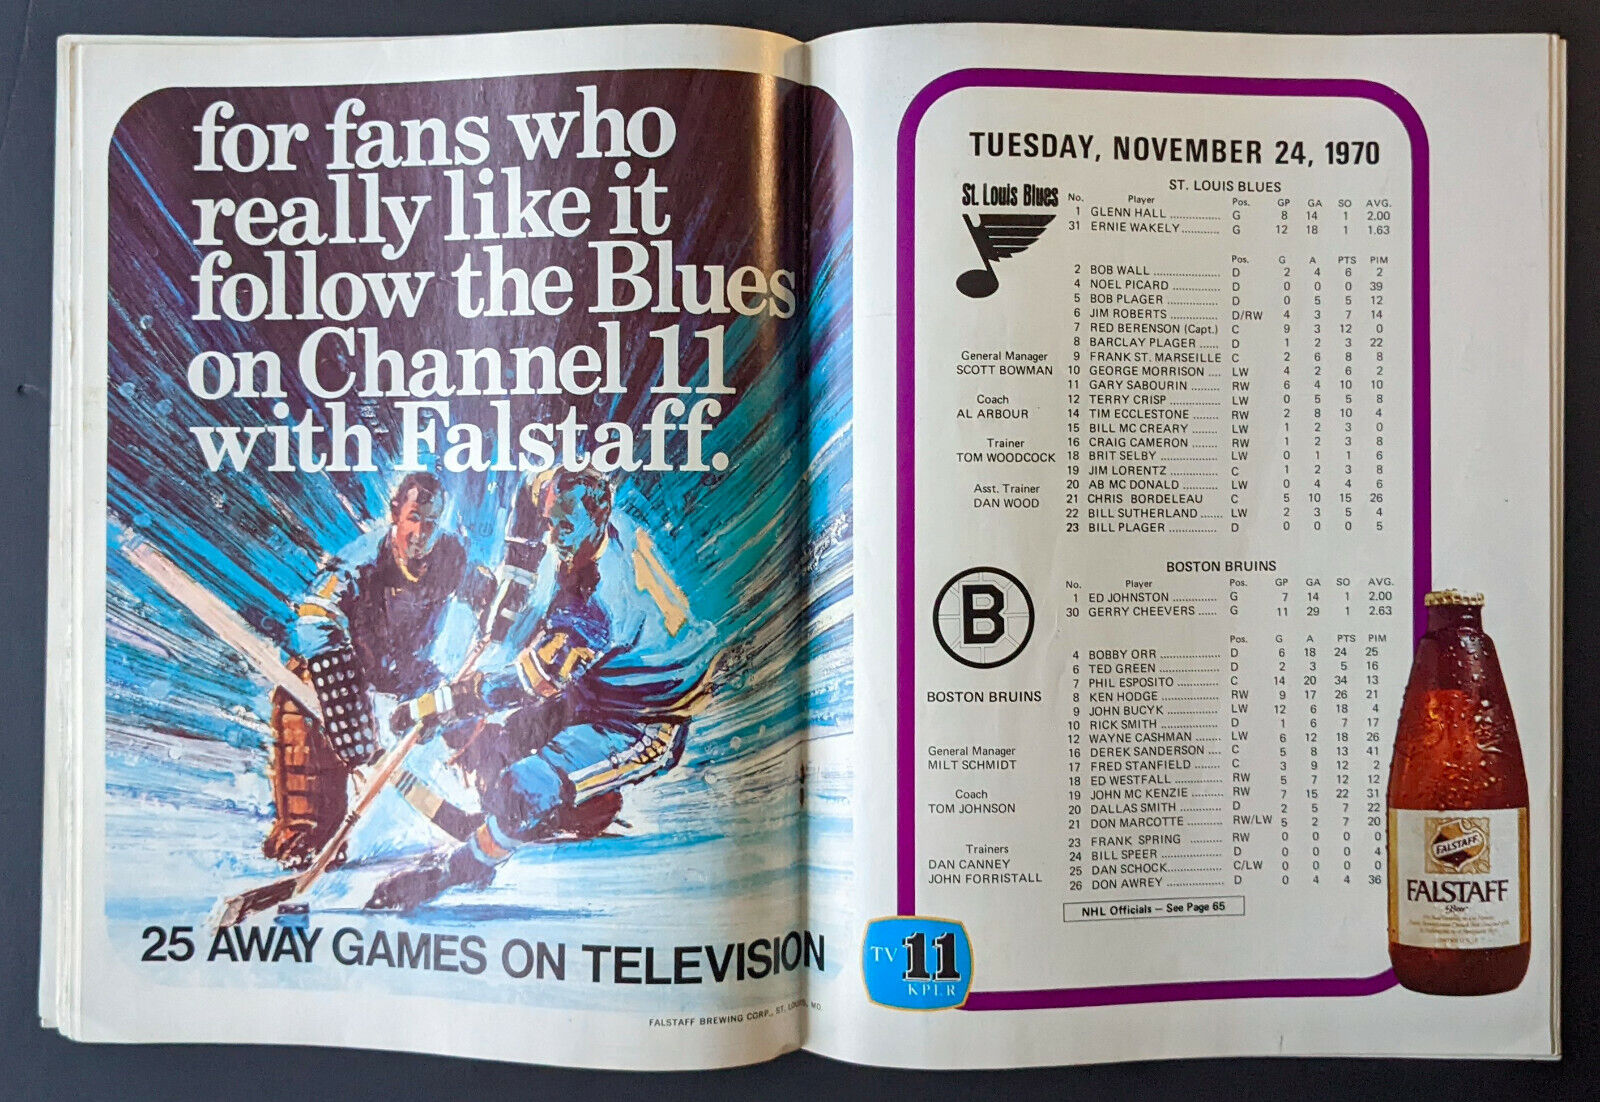 for fans who
really like it
follow the Blues
on Channel 11
with Falstaff.
25 AWAY GAMES ON TELEVISION
FALSTAFF BREWING CORP., ST. LOUIS, MO.
TUESDAY, NOVEMBER 24, 1970
ST. LOUIS BLUES
St. Louis Blues
No. Player Pos. GP GA SO AVG.
1 GLENN HALL G 8 14 1 2.00
31 ERNIE WAKELY G 12 18 1 1.63
Pos. G A PTS PIM
2 BOB WALL D 2 4 6 2
4 NOEL PICARD D 0 0 0 39
5 BOB PLAGER D 0 5 5 12
6 JIM ROBERTS D/RW 4 3 7 14
7 RED BERENSON (Capt.) C 9 3 12 0
8 BARCLAY PLAGER D 1 2 3 22
9 FRANK ST. MARSEILLE C 2 6 8 8
10 GEORGE MORRISON LW 4 2 6 2
11 GARY SABOURIN RW 6 4 10 10
12 TERRY CRISP LW 0 5 5 8
14 TIM ECCLESTONE RW 2 8 10 4
15 BILL MC CREARY LW 1 2 3 0
16 CRAIG CAMERON RW 1 2 3 8
18 BRIT SELBY LW 0 1 1 6
19 JIM LORENTZ C 1 2 3 8
20 AB MC DONALD LW 0 4 4 6
21 CHRIS BORDELEAU C 5 10 15 26
22 BILL SUTHERLAND LW 2 3 5 4
23 BILL PLAGER D 0 0 0 5
General Manager
SCOTT BOWMAN
Coach
AL ARBOUR
Trainer
TOM WOODCOCK
Asst. Trainer
DAN WOOD
BOSTON BRUINS
B
No. Player Pos. GP GA SO AVG.
1 ED JOHNSTON G 7 14 1 2.00
30 GERRY CHEEVERS G 11 29 1 2.63
Pos. G A PTS PIM
4 BOBBY ORR D 6 18 24 25
6 TED GREEN D 2 3 5 16
7 PHIL ESPOSITO C 14 20 34 13
8 KEN HODGE RW 9 17 26 21
9 JOHN BUCYK LW 12 6 18 4
10 RICK SMITH D 1 6 7 17
12 WAYNE CASHMAN LW 6 12 18 26
16 DEREK SANDERSON C 5 8 13 41
17 FRED STANFIELD C 3 9 12 2
18 ED WESTFALL RW 5 7 12 12
19 JOHN MC KENZIE RW 7 15 22 31
20 DALLAS SMITH D 2 5 7 22
21 DON MARCOTTE RW/LW 5 2 7 20
23 FRANK SPRING RW 0 0 0 0
24 BILL SPEER D 0 0 0 4
25 DAN SCHOCK C/LW 0 0 0 0
26 DON AWREY D 0 4 4 36
BOSTON BRUINS
General Manager
MILT SCHMIDT
Coach
TOM JOHNSON
Trainers
DAN CANNEY
JOHN FORRISTALL
NHL Officials – See Page 65
TV 11
KPLR
FALSTAFF
FALSTAFF
Beer